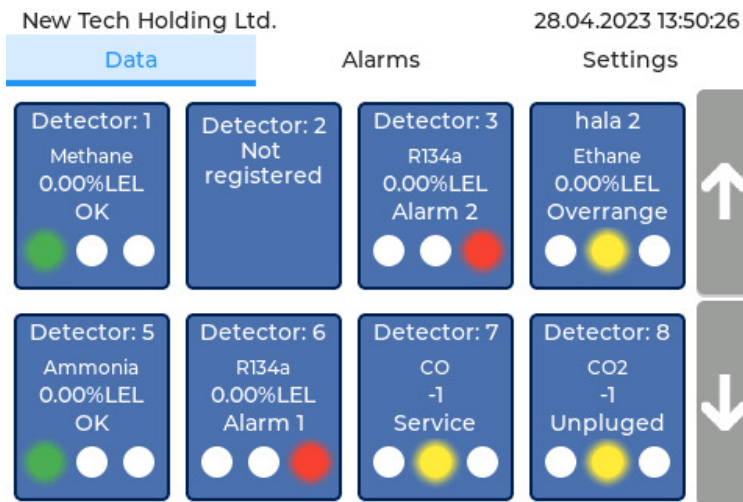 New Tech Holding Ltd.
28.04.2023 13:50:26
Data
Alarms
Settings
Detector: 1
Methane
0.00%LEL
OK
Detector: 2
Not
registered
Detector: 3
R134a
0.00%LEL
Alarm 2
hala 2
Ethane
0.00%LEL
Overrange
Detector: 5
Ammonia
0.00%LEL
OK
Detector: 6
R134a
0.00%LEL
Alarm 1
Detector: 7
CO
-1
Service
Detector: 8
CO2
-1
Unpluged